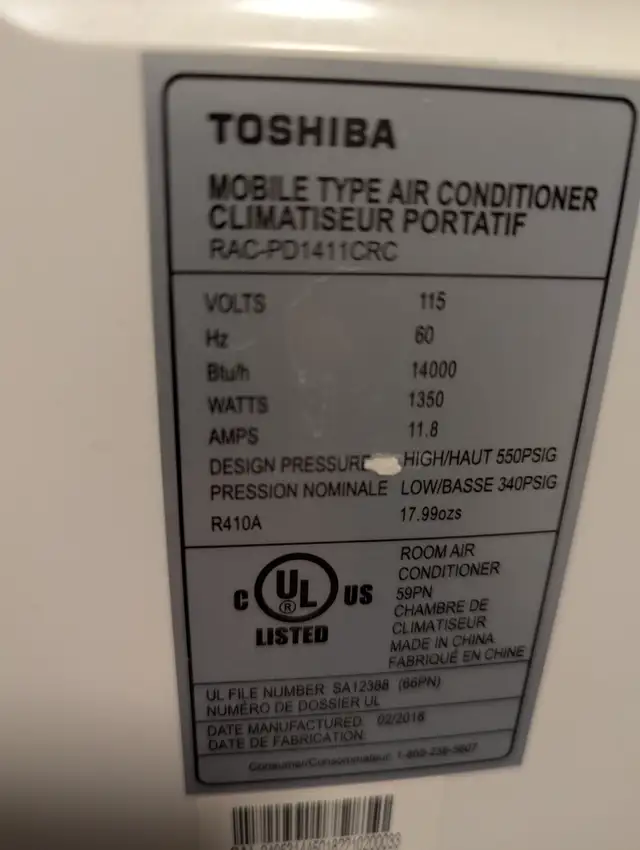 TOSHIBA
MOBILE TYPE AIR CONDITIONER
CLIMATISEUR PORTATIF
RAC-PD1411CRC
VOLTS 115
Hz 60
Btu/h 14000
WATTS 1350
AMPS 11.8
DESIGN PRESSURE HIGH/HAUT 550PSIG
PRESSION NOMINALE LOW/BASSE 340PSIG
R410A 17.99ozs
C UL ® US
LISTED
ROOM AIR
CONDITIONER
59PN
CHAMBRE DE
CLIMATISEUR
MADE IN CHINA
FABRIQUÉ EN CHINE
UL FILE NUMBER SA12388 (66PN)
NUMÉRO DE DOSSIER UL
DATE MANUFACTURED
DATE DE FABRICATION:
Consumer/Consommateur: